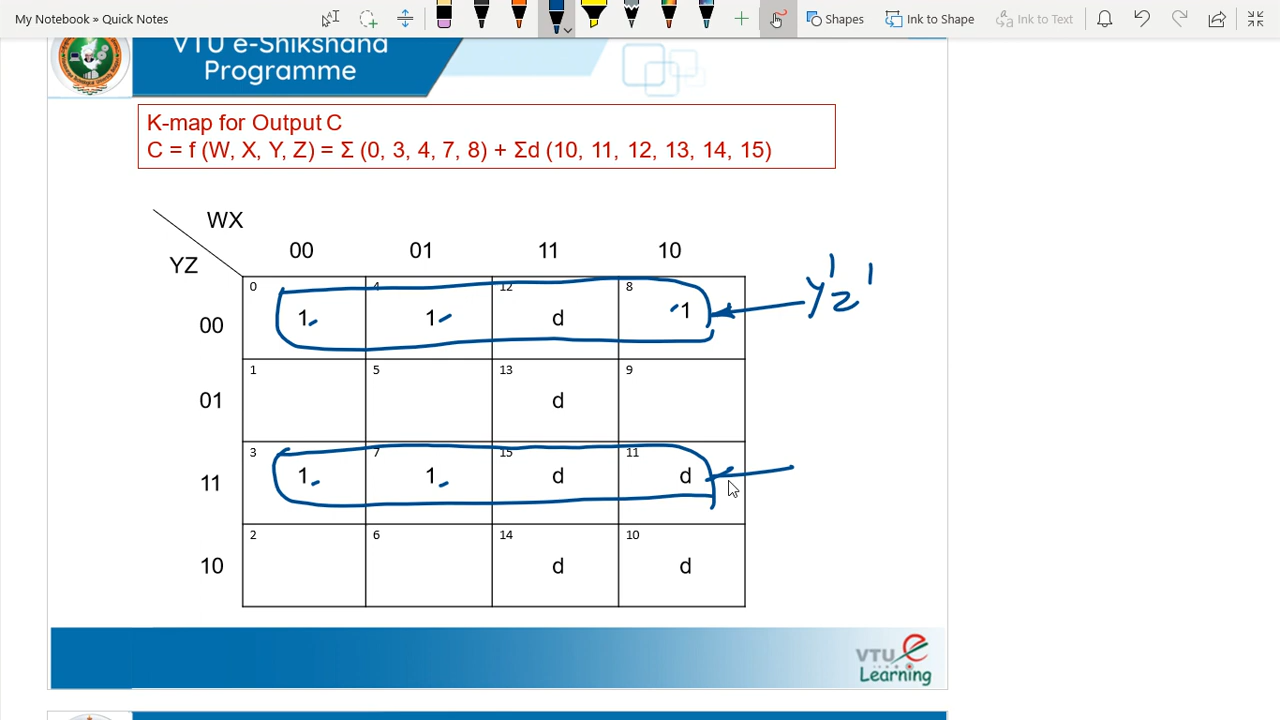 My Notebook » Quick Notes
Shapes
Ink to Shape
Ink to Text
VTU e-Shikshana
Programme
K-map for Output C
C = f (W, X, Y, Z) = Σ (0, 3, 4, 7, 8) + Σd (10, 11, 12, 13, 14, 15)
WX
00 01 11 10
YZ
0 4 12 8
00 1 1 d 1 y'z'
1 5 13 9
01 d
3 7 15 11
11 1 1 d d
2 6 14 10
10 d d
VTU e
Learning